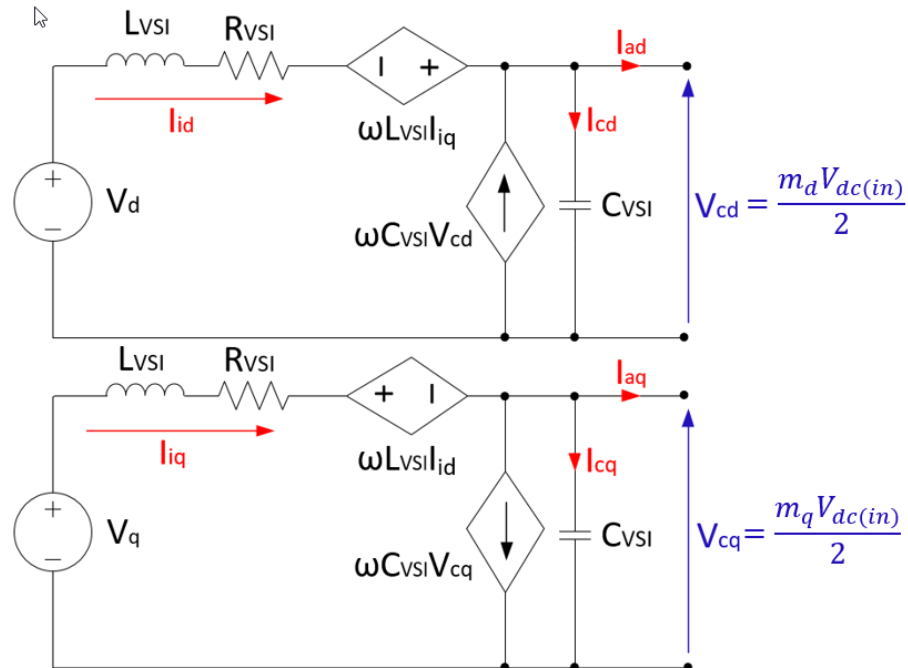 LVSI RVSI
Iad
+
Iid
Icd
ωLVSIIiq
+
Vd
CVSI
Vcd = mdVdc(in)/2
ωCVSIVcd
LVSI RVSI
Iaq
+
Iiq
Icq
ωLVSIIid
+
Vq
CVSI
Vcq= mqVdc(in)/2
ωCVSIVcq